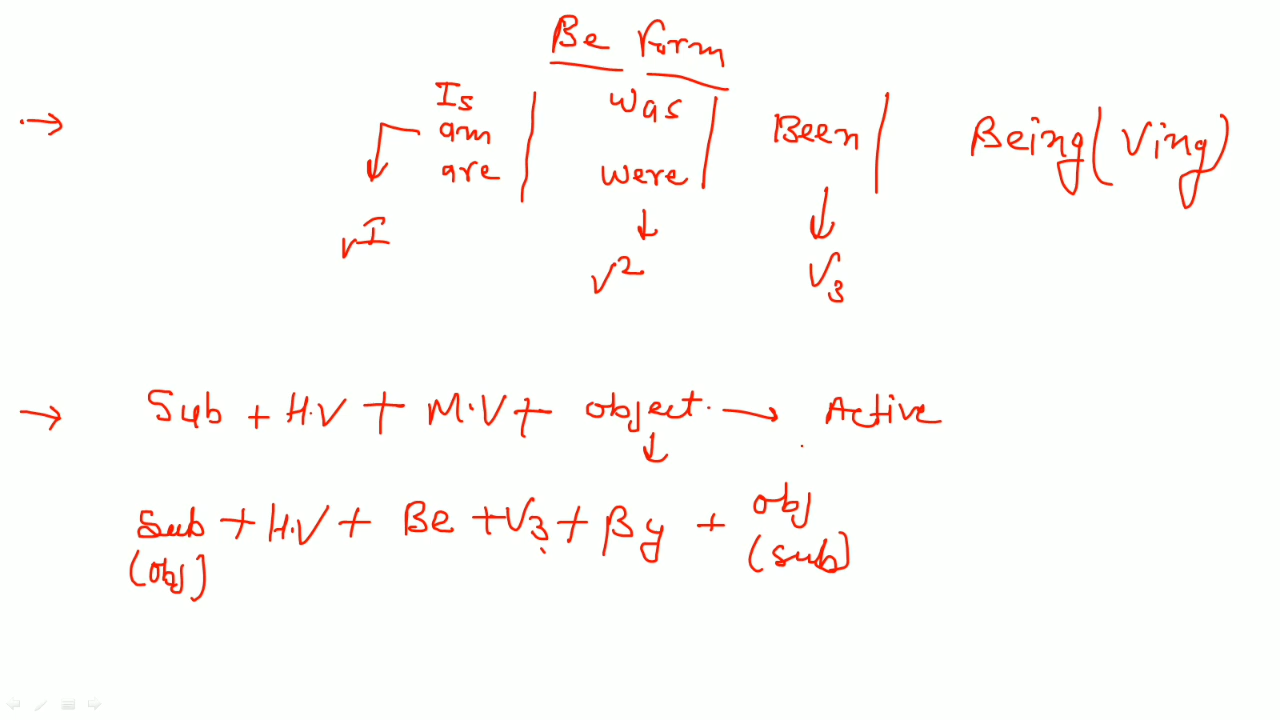 Be Form
→ Is am are | was were | Been | Being (Ving)
VI V2 V3
→ Sub + H.V + M.V + object. → Active
Sub (obj) + H.V + Be + V3 + By + obj (sub)